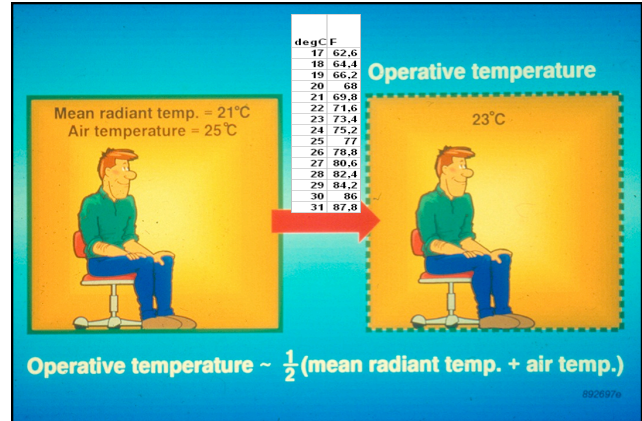 degC F
17 62,6
18 64,4
19 66,2
20 68
21 69,8
22 71,6
23 73,4
24 75,2
25 77
26 78,8
27 80,6
28 82,4
29 84,2
30 86
31 87,8
Operative temperature
Mean radiant temp. = 21°C
Air temperature = 25°C
23°C
Operative temperature ~ 1/2 (mean radiant temp. + air temp.)